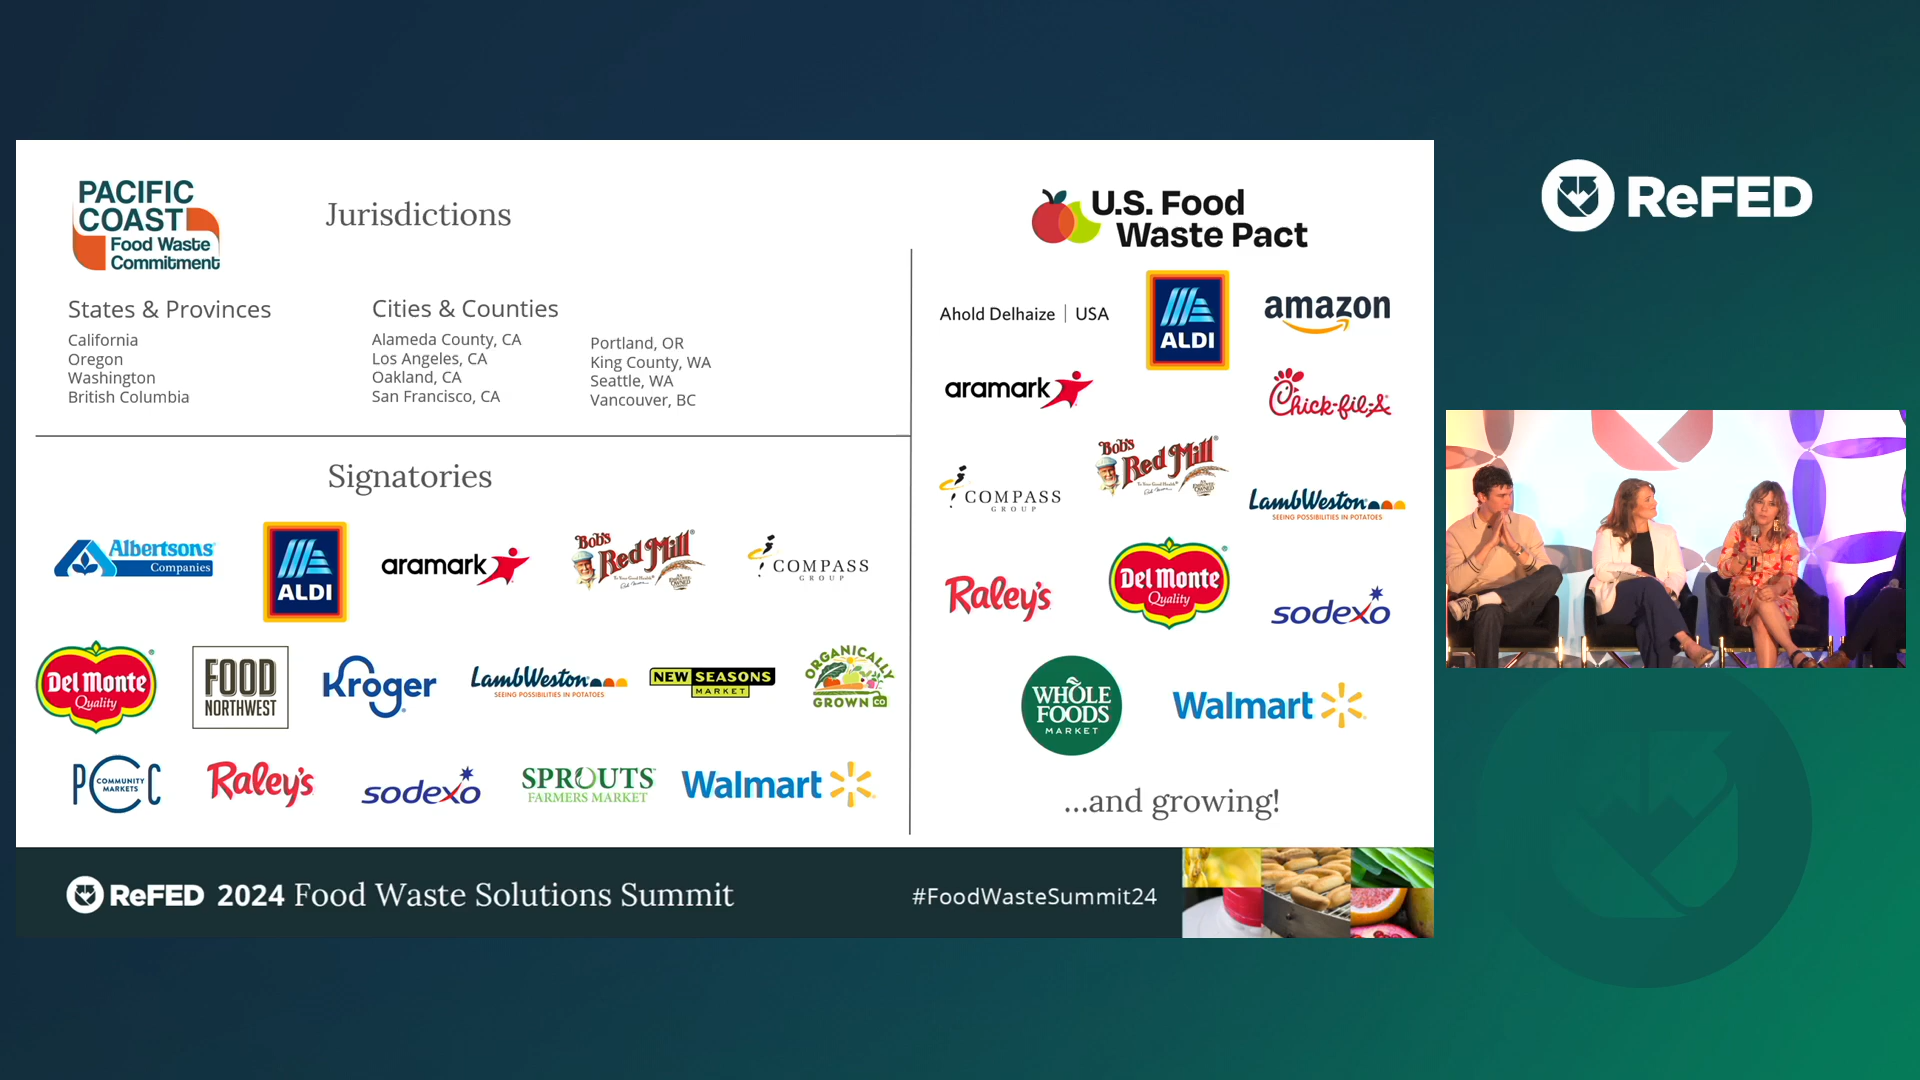 PACIFIC
COAST
Food Waste
Commitment
Jurisdictions
States & Provinces
California
Oregon
Washington
British Columbia
Cities & Counties
Alameda County, CA
Los Angeles, CA
Oakland, CA
San Francisco, CA
Portland, OR
King County, WA
Seattle, WA
Vancouver, BC
Signatories
Albertsons®
Companies
ALDI
aramark
Bob's
Red Mill®
COMPASS
GROUP
Del Monte®
Quality
FOOD
NORTHWEST
Kroger
LambWeston
SEEING POSSIBILITIES IN POTATOES
NEW SEASONS
MARKET
ORGANICALLY
GROWN CO
PCC
COMMUNITY
MARKETS
Raley's
sodexo
SPROUTS
FARMERS MARKET
Walmart
U.S. Food
Waste Pact
Ahold Delhaize | USA
ALDI
amazon
aramark
Chick-fil-A
COMPASS
GROUP
Bob's
Red Mill®
LambWeston
SEEING POSSIBILITIES IN POTATOES
Raley's
Del Monte®
Quality
sodexo
WHOLE
FOODS
MARKET
Walmart
...and growing!
ReFED 2024 Food Waste Solutions Summit
#FoodWasteSummit24
ReFED